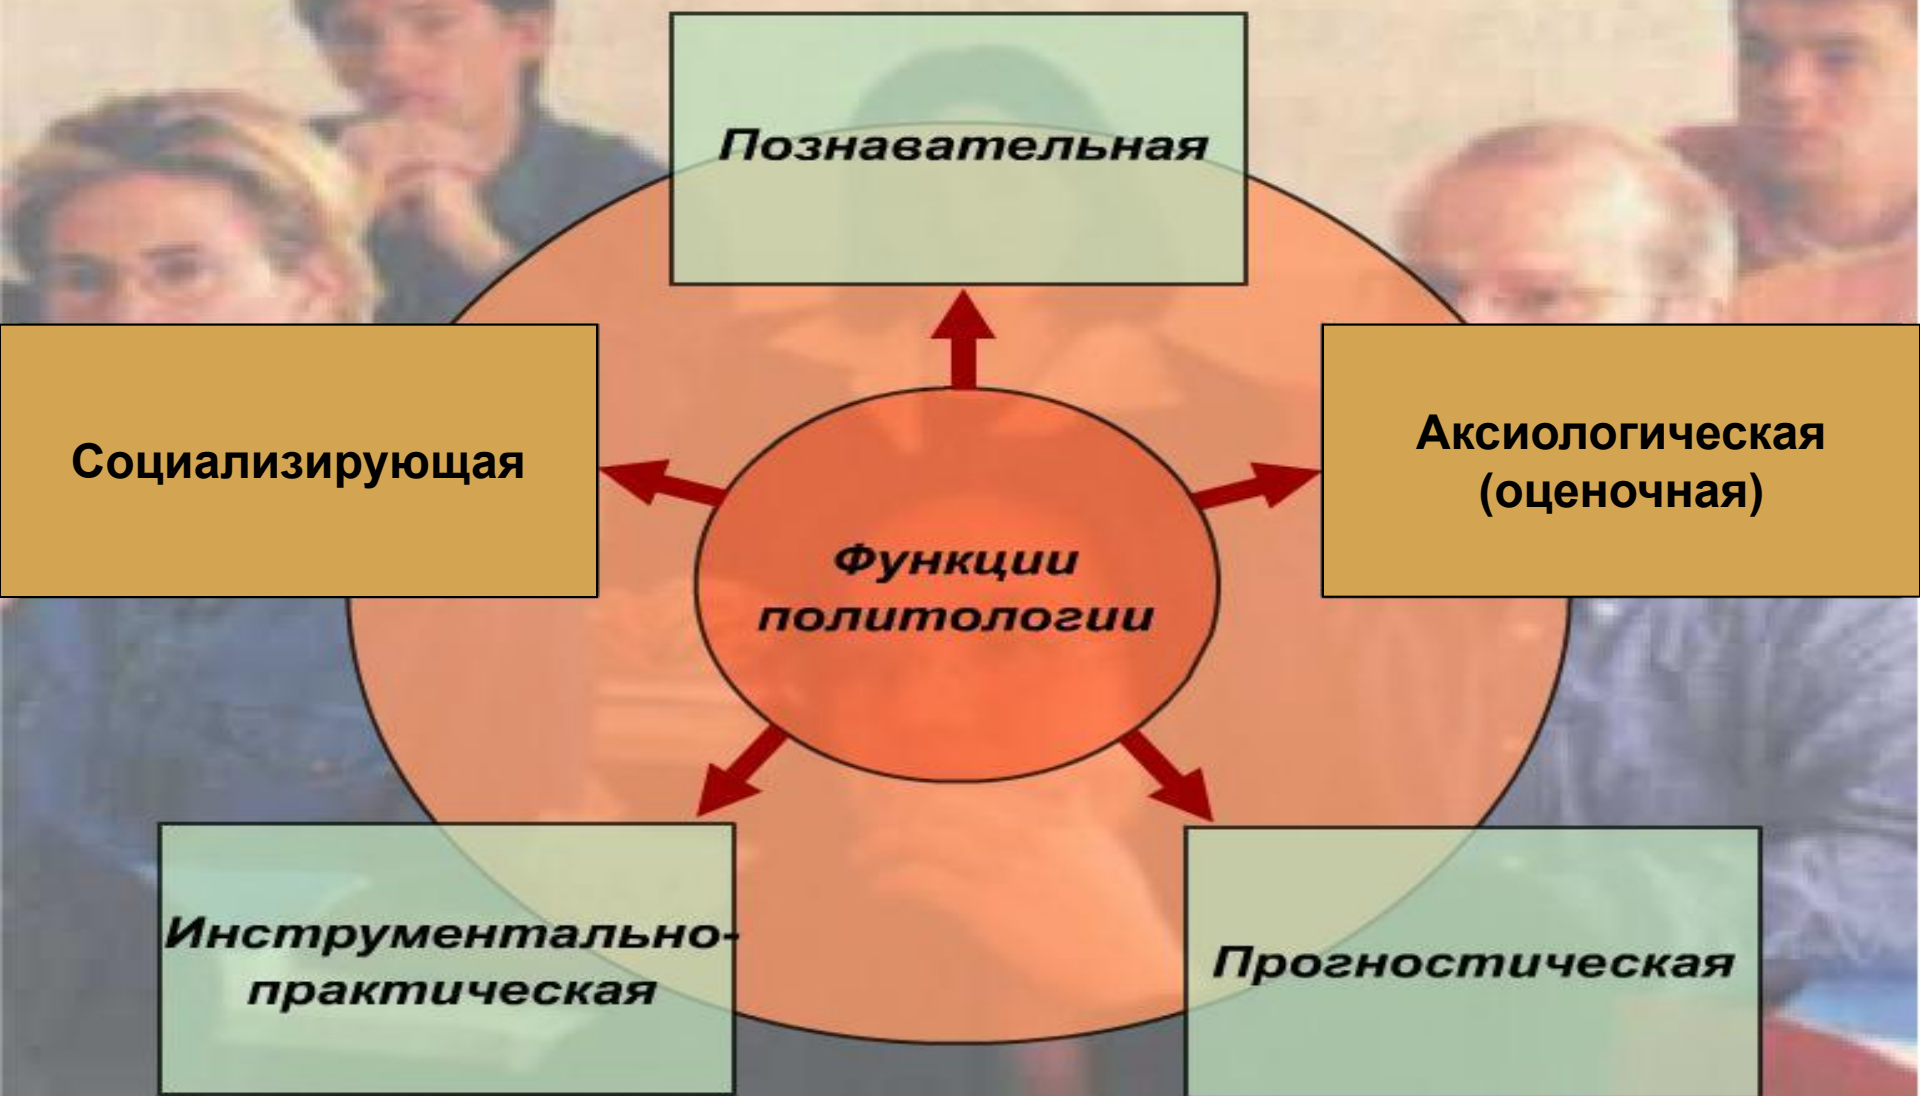 Познавательная
Социализирующая
Аксиологическая
(оценочная)
Функции
политологии
Инструментально-
практическая
Прогностическая